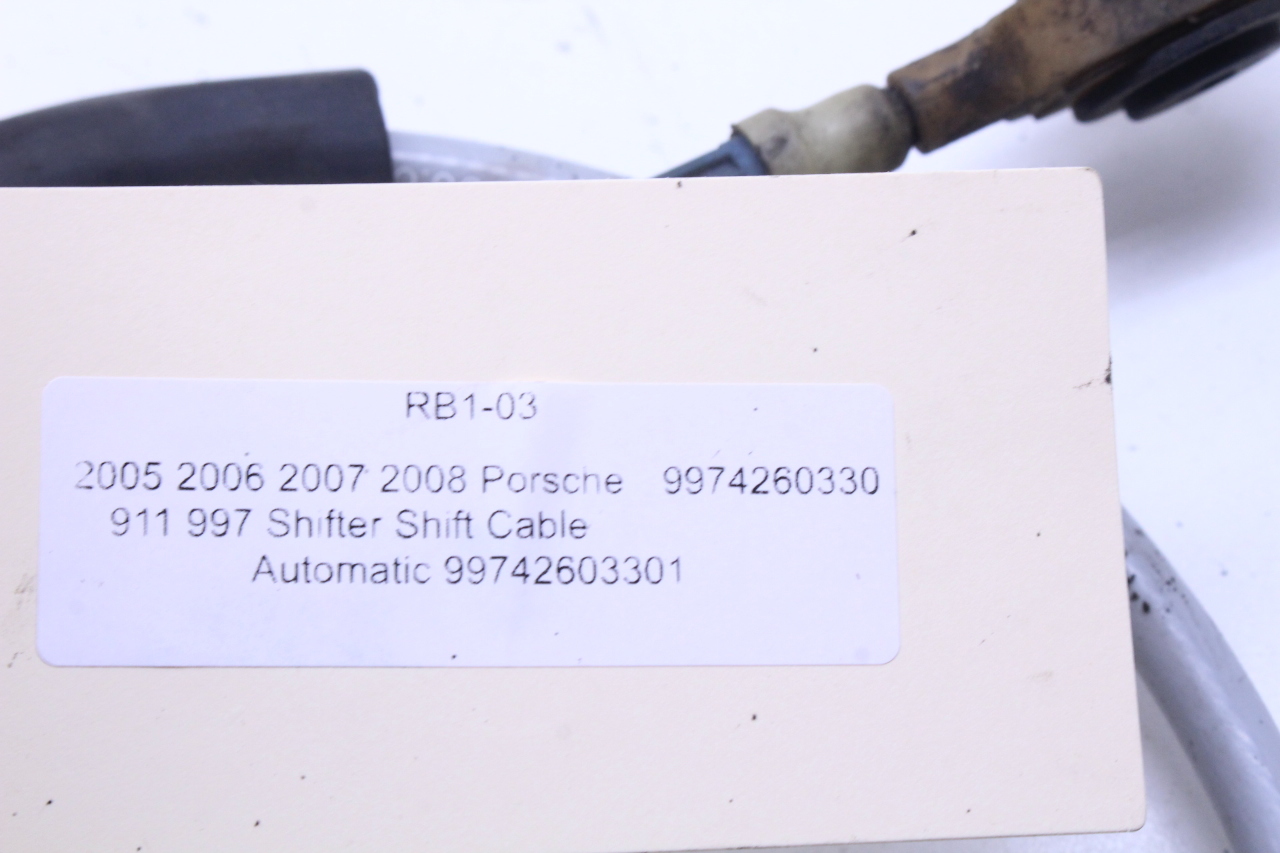 RB1-03
2005 2006 2007 2008 Porsche 9974260330
911 997 Shifter Shift Cable
Automatic 99742603301